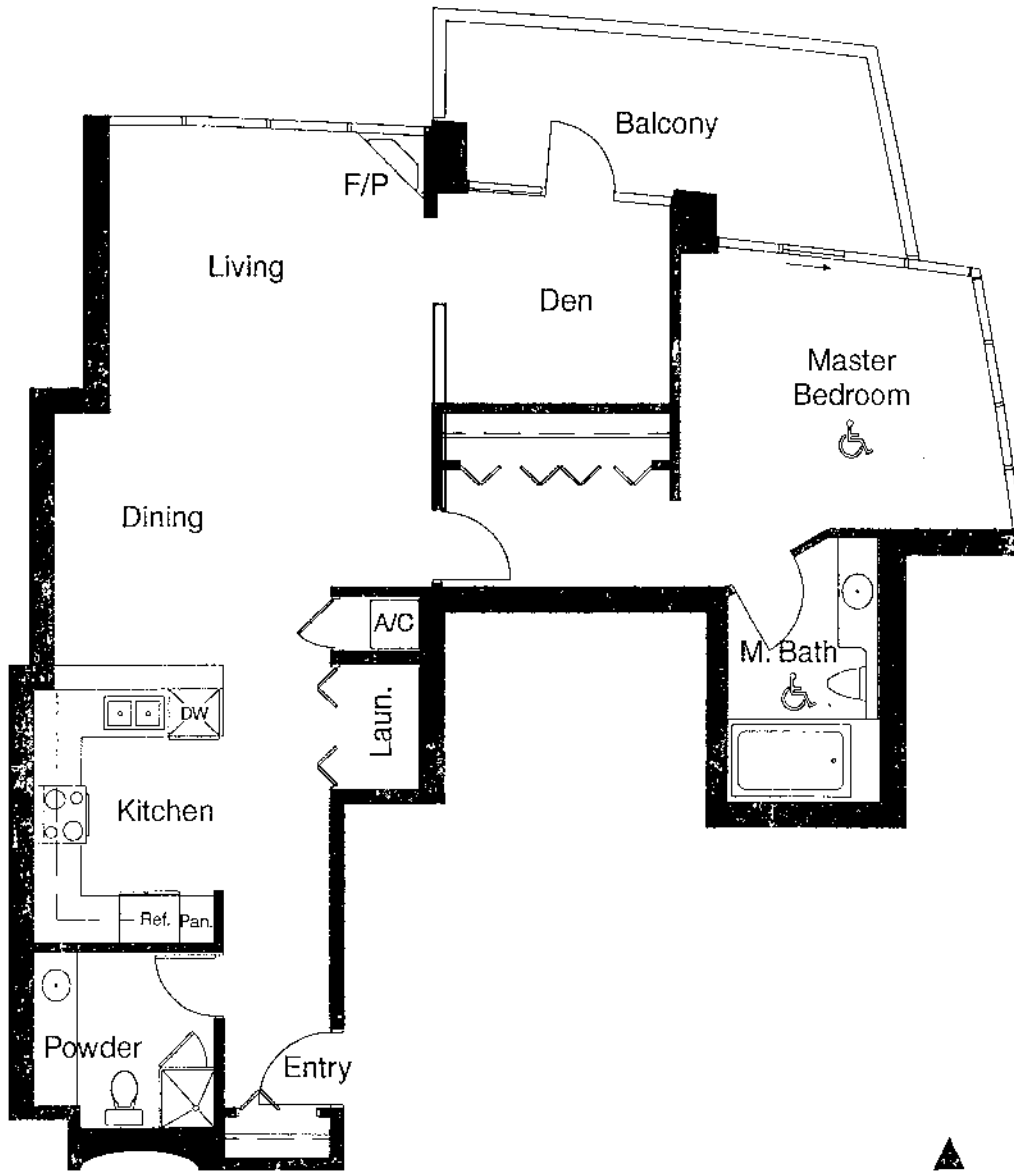 Balcony
F/P
Living
Den
Master
Bedroom
Dining
A/C
M. Bath
Laun.
DW
Kitchen
Ref.
Pan.
Powder
Entry